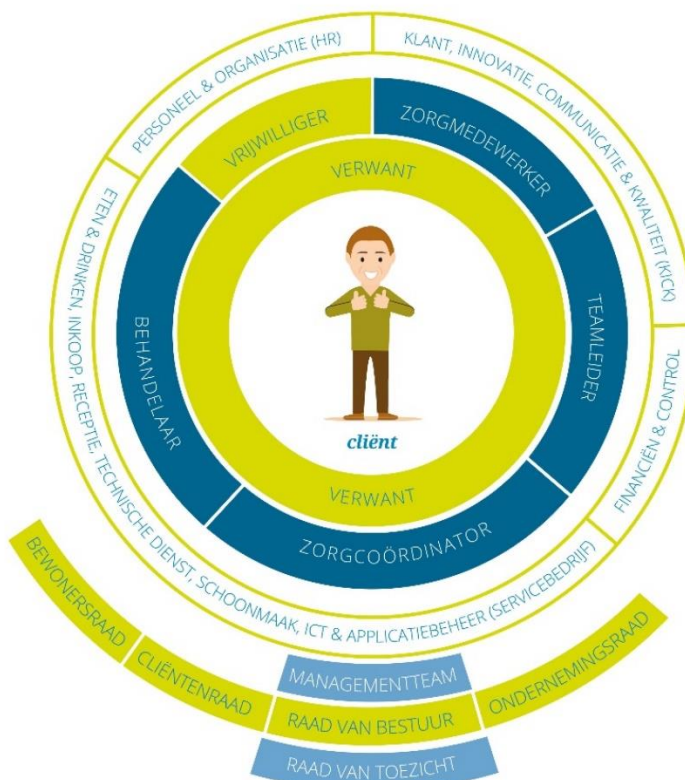 PERSONEEL & ORGANISATIE (HR)
KLANT, INNOVATIE, COMMUNICATIE & KWALITEIT (KICK)
FINANCIËN & CONTROL
ETEN & DRINKEN, INKOOP, RECEPTIE, TECHNISCHE DIENST, SCHOONMAAK, ICT & APPLICATIEBEHEER (SERVICEBEDRIJF)
VRIJWILLIGER
ZORGMEDEWERKER
TEAMLEIDER
ZORGCOÖRDINATOR
BEHANDELAAR
VERWANT
cliënt
VERWANT
BEWONERSRAAD
CLIËNTENRAAD
MANAGEMENTTEAM
RAAD VAN BESTUUR
RAAD VAN TOEZICHT
ONDERNEMINGSRAAD